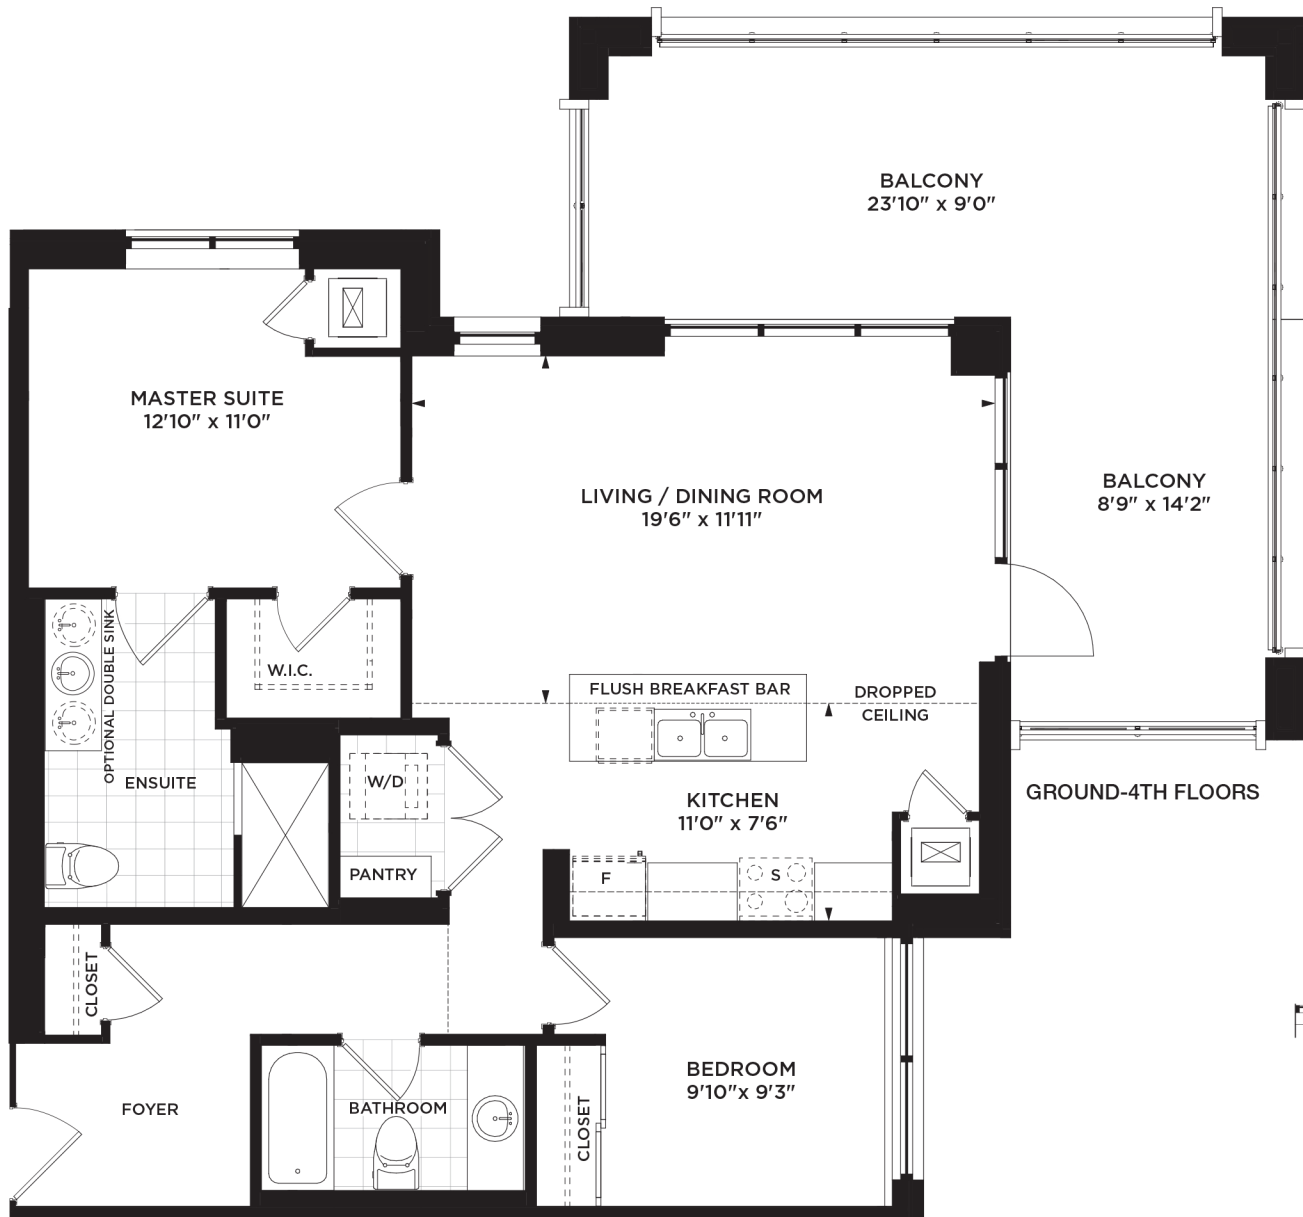 BALCONY
23'10" x 9'0"
MASTER SUITE
12'10" x 11'0"
LIVING / DINING ROOM
19'6" x 11'11"
BALCONY
8'9" x 14'2"
OPTIONAL DOUBLE SINK
W.I.C.
FLUSH BREAKFAST BAR
DROPPED
CEILING
ENSUITE
W/D
KITCHEN
11'0" x 7'6"
GROUND-4TH FLOORS
PANTRY
F
S
CLOSET
BEDROOM
9'10"x 9'3"
FOYER
BATHROOM
CLOSET